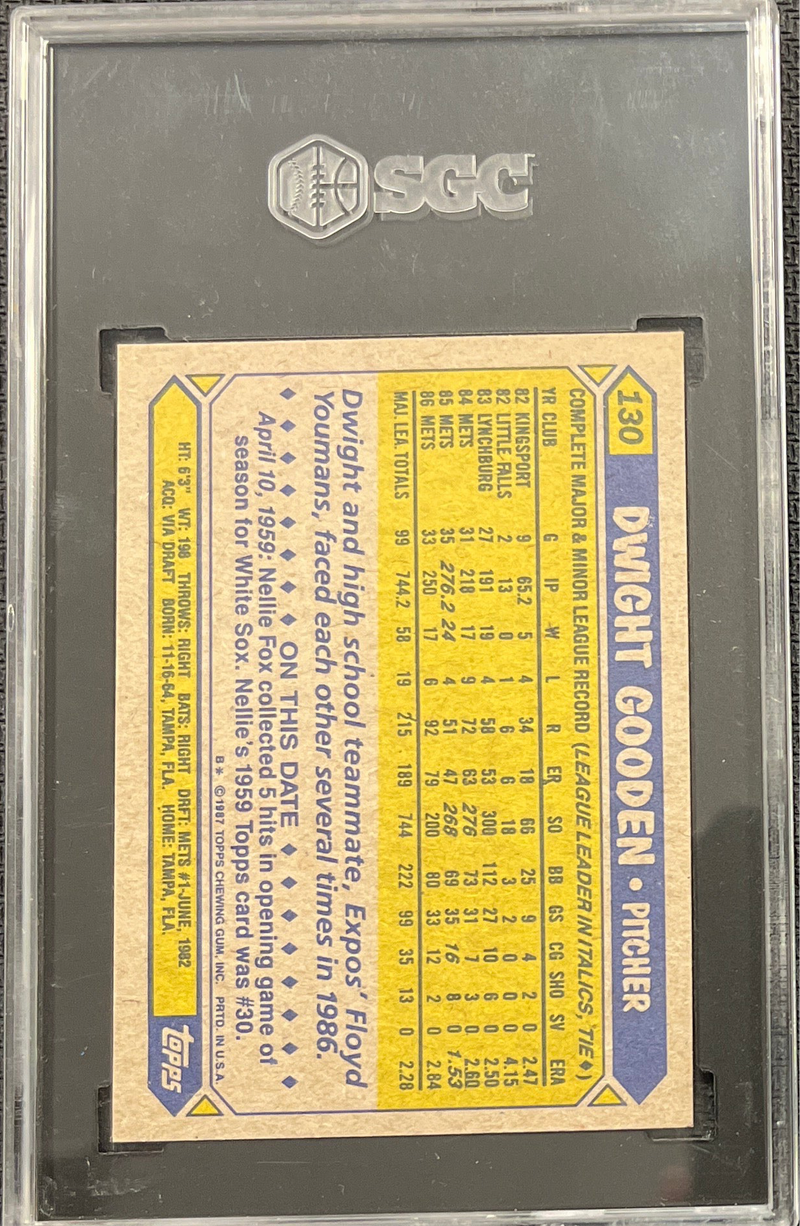 SGC
130 DWIGHT GOODEN • PITCHER
COMPLETE MAJOR & MINOR LEAGUE RECORD (LEAGUE LEADER IN ITALICS, TIE♦)
YR CLUB G IP W L R ER SO BB GS CG SHO SV ERA
82 KINGSPORT 9 65.2 5 4 34 18 66 25 9 4 2 0 2.47
82 LITTLE FALLS 2 13 0 1 6 6 18 3 2 0 0 0 4.15
83 LYNCHBURG 27 191 19 4 58 53 300 112 27 10 6 0 2.50
84 METS 31 218 17 9 72 63 276 73 31 7 3 0 2.60
85 METS 35 276.2 24 4 51 47 268 69 35 16 8 0 1.53
86 METS 33 250 17 6 92 79 200 80 33 12 2 0 2.84
MAJ. LEA. TOTALS 99 744.2 58 19 215 189 744 222 99 35 13 0 2.28
Dwight and high school teammate, Expos' Floyd
Youmans, faced each other several times in 1986.
♦ ♦ ♦ ♦ ♦ ♦ ♦ ♦ ON THIS DATE ♦ ♦ ♦ ♦ ♦ ♦ ♦ ♦
April 10, 1959: Nellie Fox collected 5 hits in opening game of
season for White Sox. Nellie's 1959 Topps card was #30.
B* ©1987 TOPPS CHEWING GUM, INC. PRTD. IN U.S.A.
HT: 6'3" WT: 198 THROWS: RIGHT BATS: RIGHT DRFT: METS #1-JUNE, 1982
ACQ: VIA DRAFT BORN: 11-16-64, TAMPA, FLA. HOME: TAMPA, FLA
topps